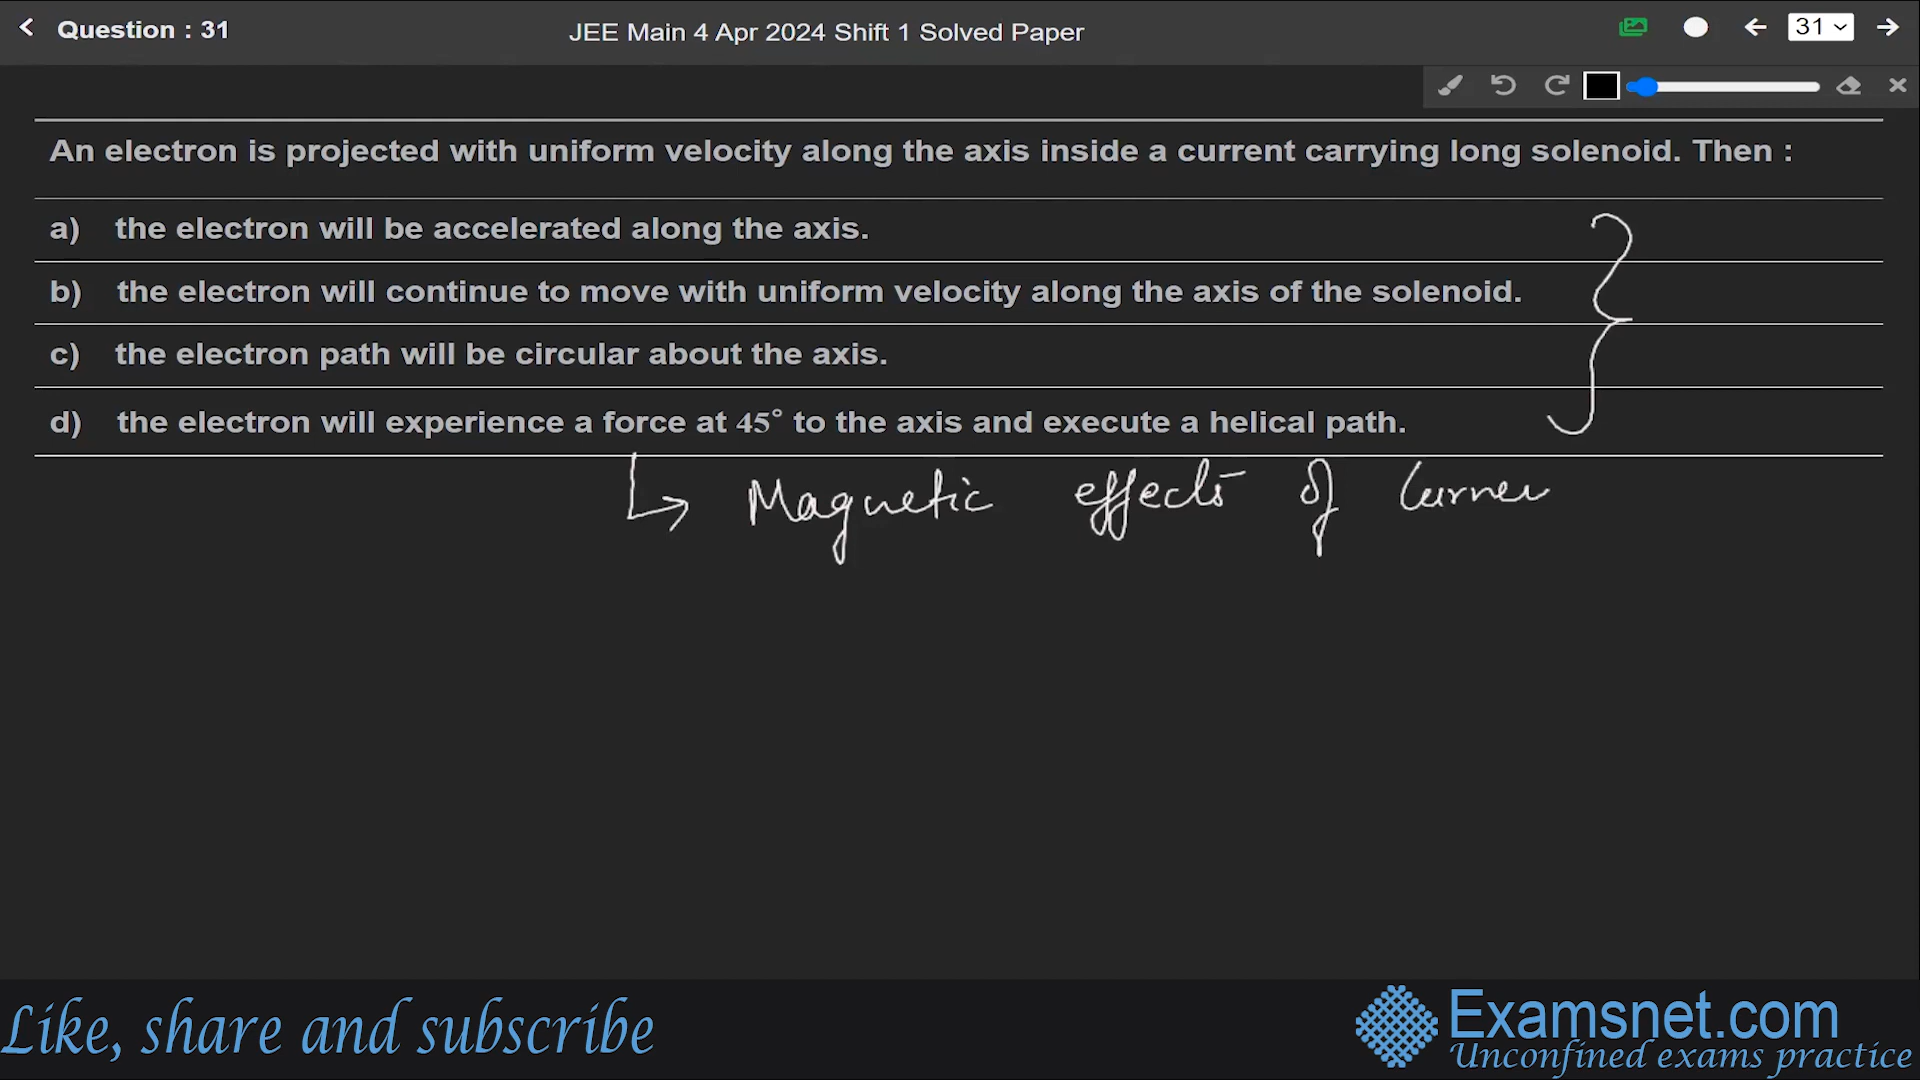 Question : 31
JEE Main 4 Apr 2024 Shift 1 Solved Paper
31
An electron is projected with uniform velocity along the axis inside a current carrying long solenoid. Then :
a) the electron will be accelerated along the axis.
b) the electron will continue to move with uniform velocity along the axis of the solenoid.
c) the electron path will be circular about the axis.
d) the electron will experience a force at 45° to the axis and execute a helical path.
Magnetic effects of Curren
Like, share and subscribe
Examsnet.com
Unconfined exams practice